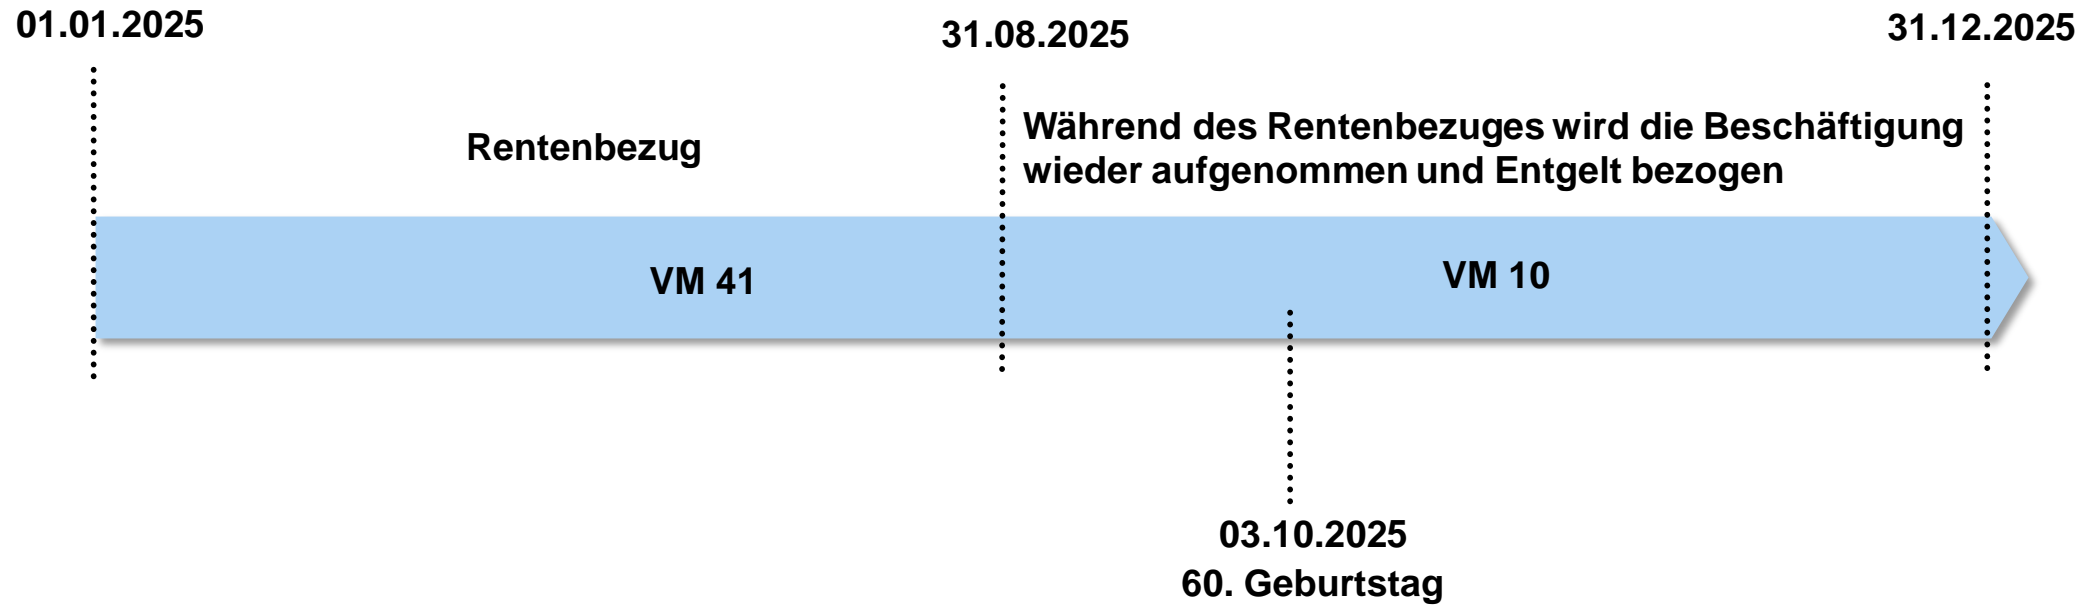 01.01.2025
31.08.2025
31.12.2025
Rentenbezug
Während des Rentenbezuges wird die Beschäftigung
wieder aufgenommen und Entgelt bezogen
VM 41
VM 10
03.10.2025
60. Geburtstag